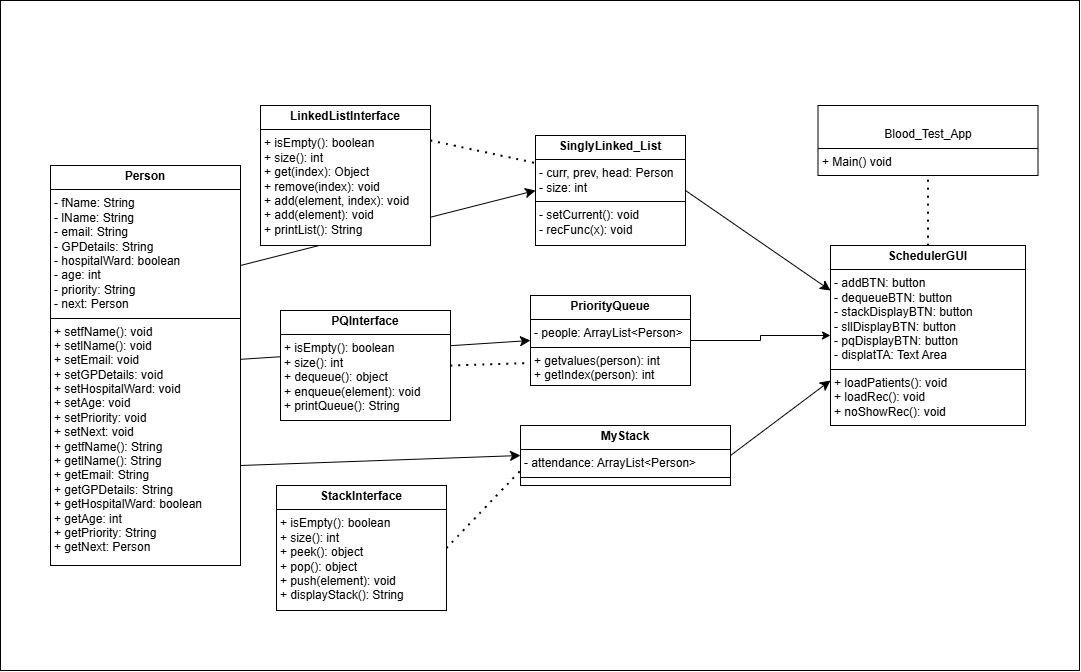 LinkedListInterface
+ isEmpty(): boolean
+ size(): int
+ get(index): Object
+ remove(index): void
+ add(element, index): void
+ add(element): void
+ printList(): String
SinglyLinked_List
- curr, prev, head: Person
- size: int
- setCurrent(): void
- recFunc(x): void
Blood_Test_App
+ Main() void
Person
- fName: String
- lName: String
- email: String
- GPDetails: String
- hospitalWard: boolean
- age: int
- priority: String
- next: Person
+ setfName(): void
+ setlName(): void
+ setEmail: void
+ setGPDetails: void
+ setHospitalWard: void
+ setAge: void
+ setPriority: void
+ setNext: void
+ getfName(): String
+ getlName(): String
+ getEmail: String
+ getGPDetails: String
+ getHospitalWard: boolean
+ getAge: int
+ getPriority: String
+ getNext: Person
PQInterface
+ isEmpty(): boolean
+ size(): int
+ dequeue(): object
+ enqueue(element): void
+ printQueue(): String
PriorityQueue
- people: ArrayList<Person>
+ getvalues(person): int
+ getIndex(person): int
SchedulerGUI
- addBTN: button
- dequeueBTN: button
- stackDisplayBTN: button
- sllDisplayBTN: button
- pqDisplayBTN: button
- displatTA: Text Area
+ loadPatients(): void
+ loadRec(): void
+ noShowRec(): void
MyStack
- attendance: ArrayList<Person>
StackInterface
+ isEmpty(): boolean
+ size(): int
+ peek(): object
+ pop(): object
+ push(element): void
+ displayStack(): String